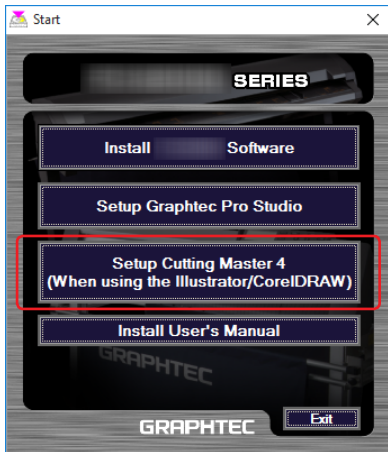 Start
SERIES
Install Software
Setup Graphtec Pro Studio
Setup Cutting Master 4
(When using the Illustrator/CorelDRAW)
Install User's Manual
GRAPHTEC
GRAPHTEC
Exit